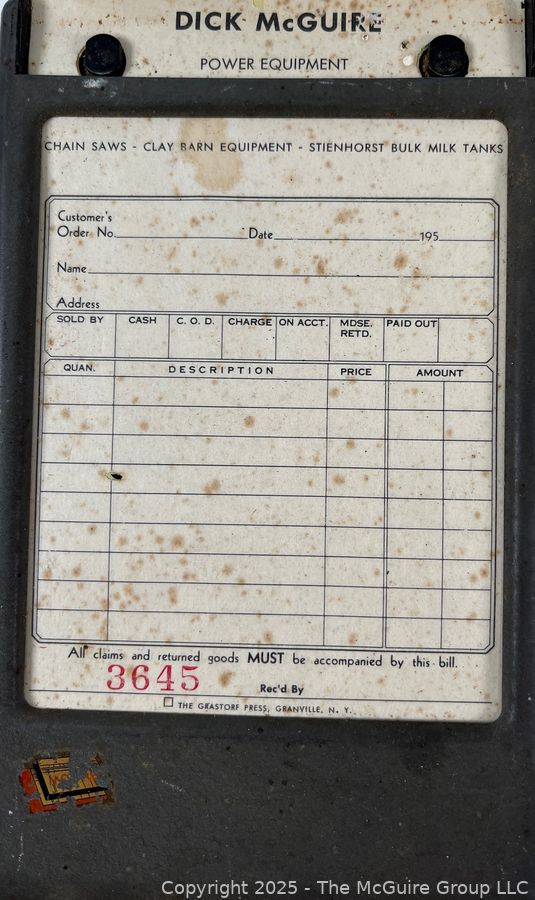 DICK McGUIRE
POWER EQUIPMENT
CHAIN SAWS - CLAY BARN EQUIPMENT - STIENHORST BULK MILK TANKS
Customer's
Order No. Date 195
Name
Address
SOLD BY CASH C. O. D. CHARGE ON ACCT. MDSE. RETD. PAID OUT
QUAN. DESCRIPTION PRICE AMOUNT
All claims and returned goods MUST be accompanied by this bill.
3645
Rec'd By
THE GRASTORF PRESS, GRANVILLE, N. Y.
Copyright 2025 - The McGuire Group LLC